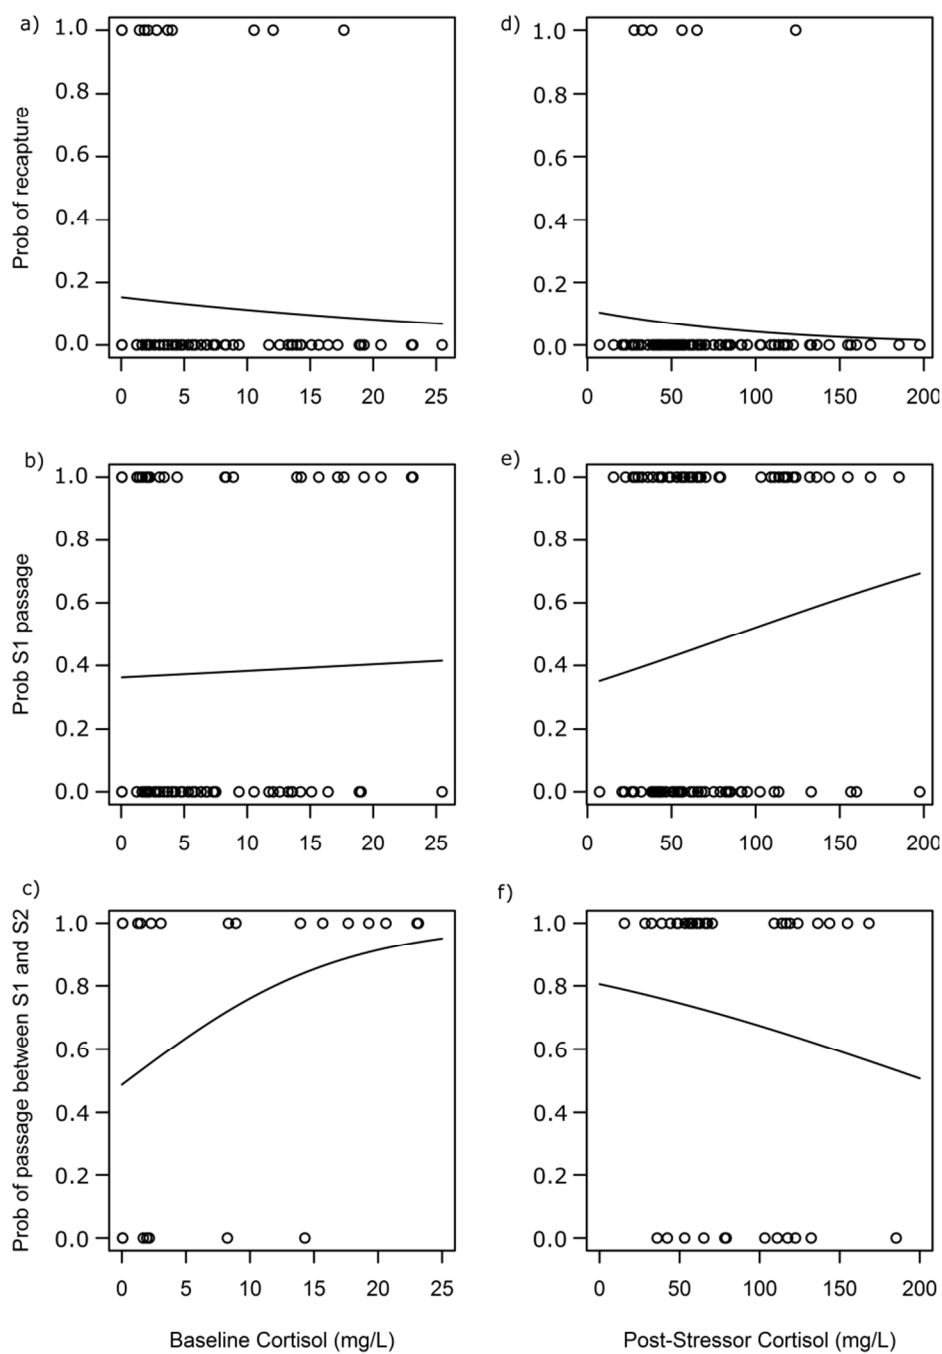 a)
1.0
0.8
0.6
0.4
0.2
0.0
Prob of recapture
0 5 10 15 20 25
d)
1.0
0.8
0.6
0.4
0.2
0.0
0 50 100 150 200
b)
1.0
0.8
0.6
0.4
0.2
0.0
Prob S1 passage
0 5 10 15 20 25
e)
1.0
0.8
0.6
0.4
0.2
0.0
0 50 100 150 200
c)
1.0
0.8
0.6
0.4
0.2
0.0
Prob of passage between S1 and S2
0 5 10 15 20 25
Baseline Cortisol (mg/L)
f)
1.0
0.8
0.6
0.4
0.2
0.0
0 50 100 150 200
Post-Stressor Cortisol (mg/L)